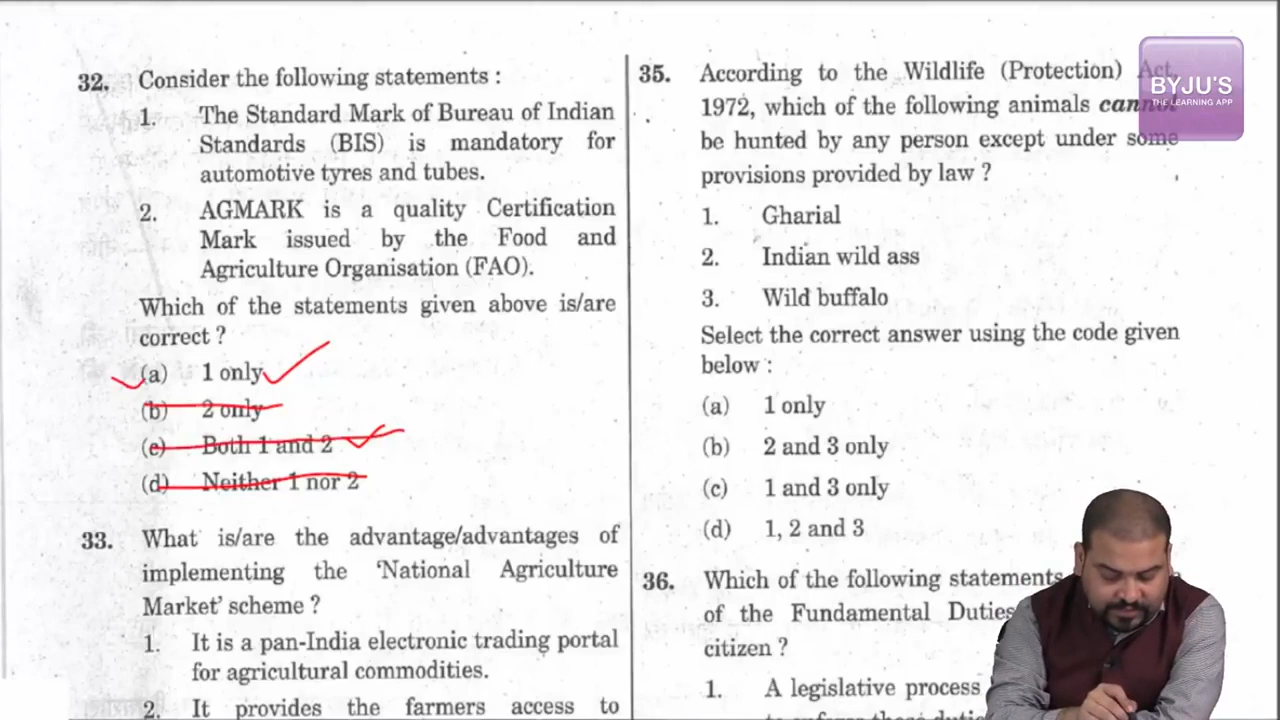 32. Consider the following statements :
1. The Standard Mark of Bureau of Indian
Standards (BIS) is mandatory for
automotive tyres and tubes.
2. AGMARK is a quality Certification
Mark issued by the Food and
Agriculture Organisation (FAO).
Which of the statements given above is/are
correct ?
(a) 1 only
(b) 2 only
(c) Both 1 and 2
(d) Neither 1 nor 2
33. What is/are the advantage/advantages of
implementing the 'National Agriculture
Market' scheme ?
1. It is a pan-India electronic trading portal
for agricultural commodities.
2. It provides the farmers access to
35. According to the Wildlife (Protection) Act,
1972, which of the following animals cannot
be hunted by any person except under some
provisions provided by law ?
1. Gharial
2. Indian wild ass
3. Wild buffalo
Select the correct answer using the code given
below :
(a) 1 only
(b) 2 and 3 only
(c) 1 and 3 only
(d) 1, 2 and 3
36. Which of the following statements
of the Fundamental Duties
citizen ?
1. A legislative process
BYJU'S
THE LEARNING APP